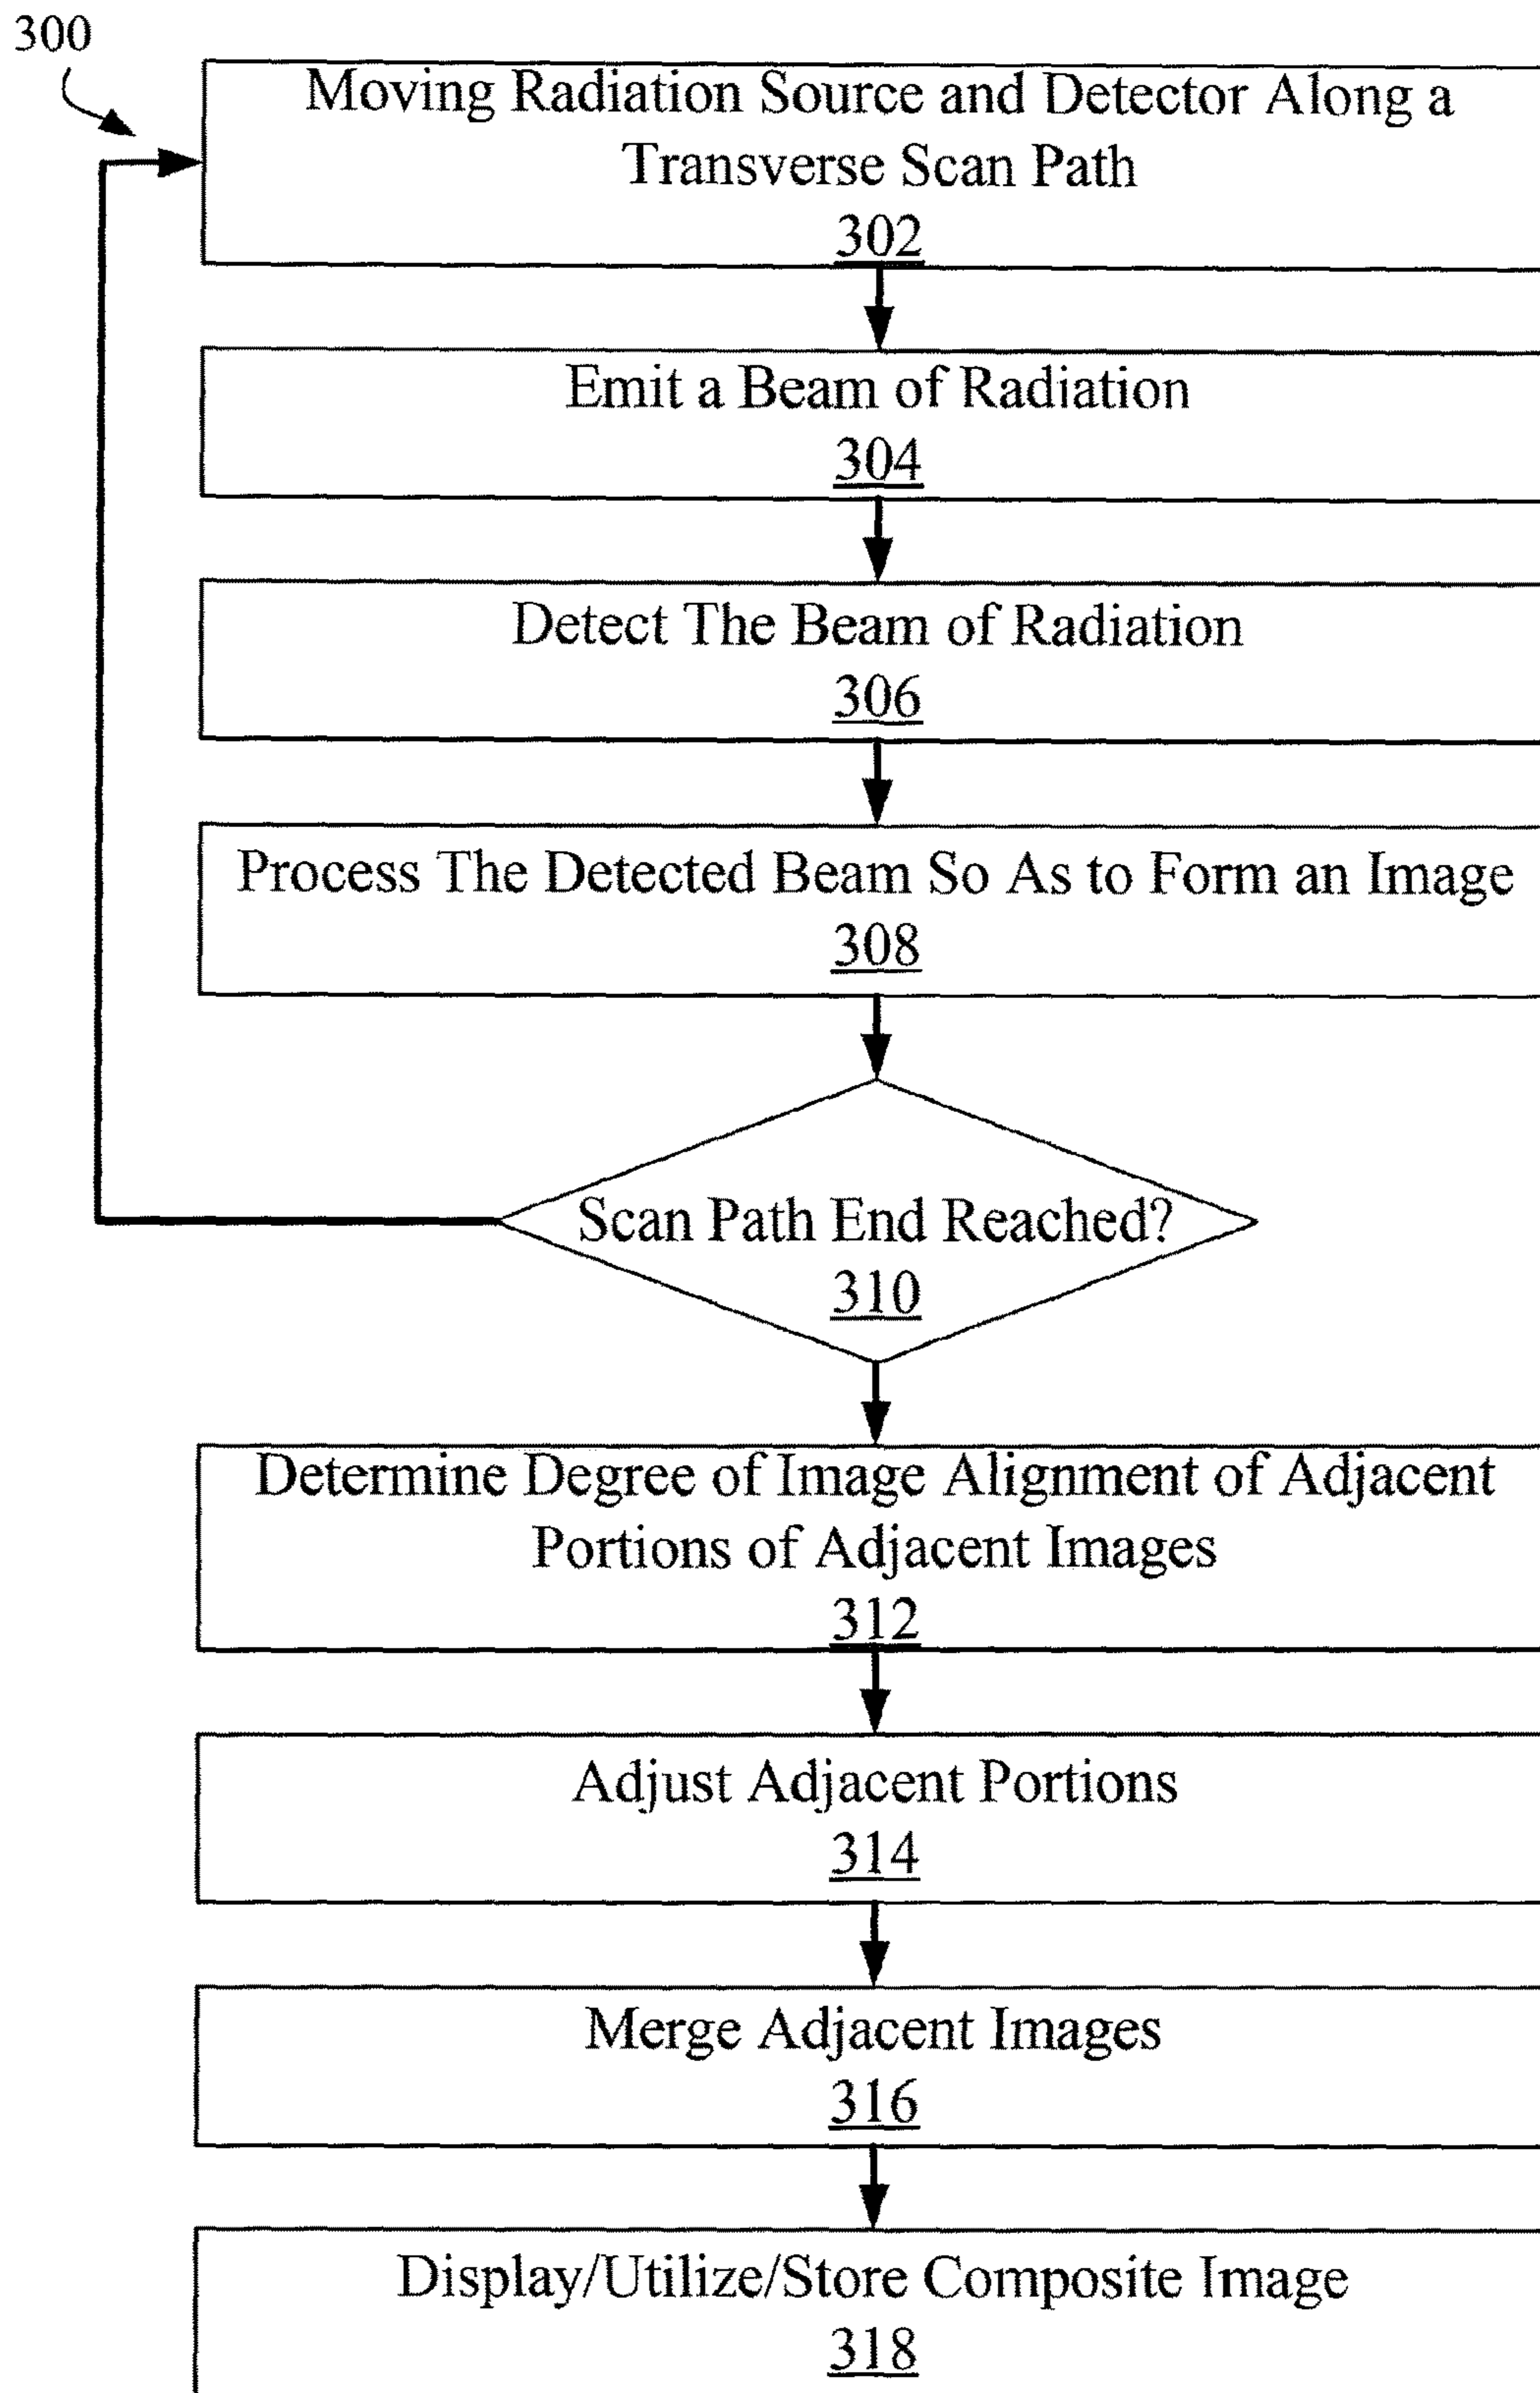 300
Moving Radiation Source and Detector Along a
Transverse Scan Path
302
Emit a Beam of Radiation
304
Detect The Beam of Radiation
306
Process The Detected Beam So As to Form an Image
308
Scan Path End Reached?
310
Determine Degree of Image Alignment of Adjacent
Portions of Adjacent Images
312
Adjust Adjacent Portions
314
Merge Adjacent Images
316
Display/Utilize/Store Composite Image
318